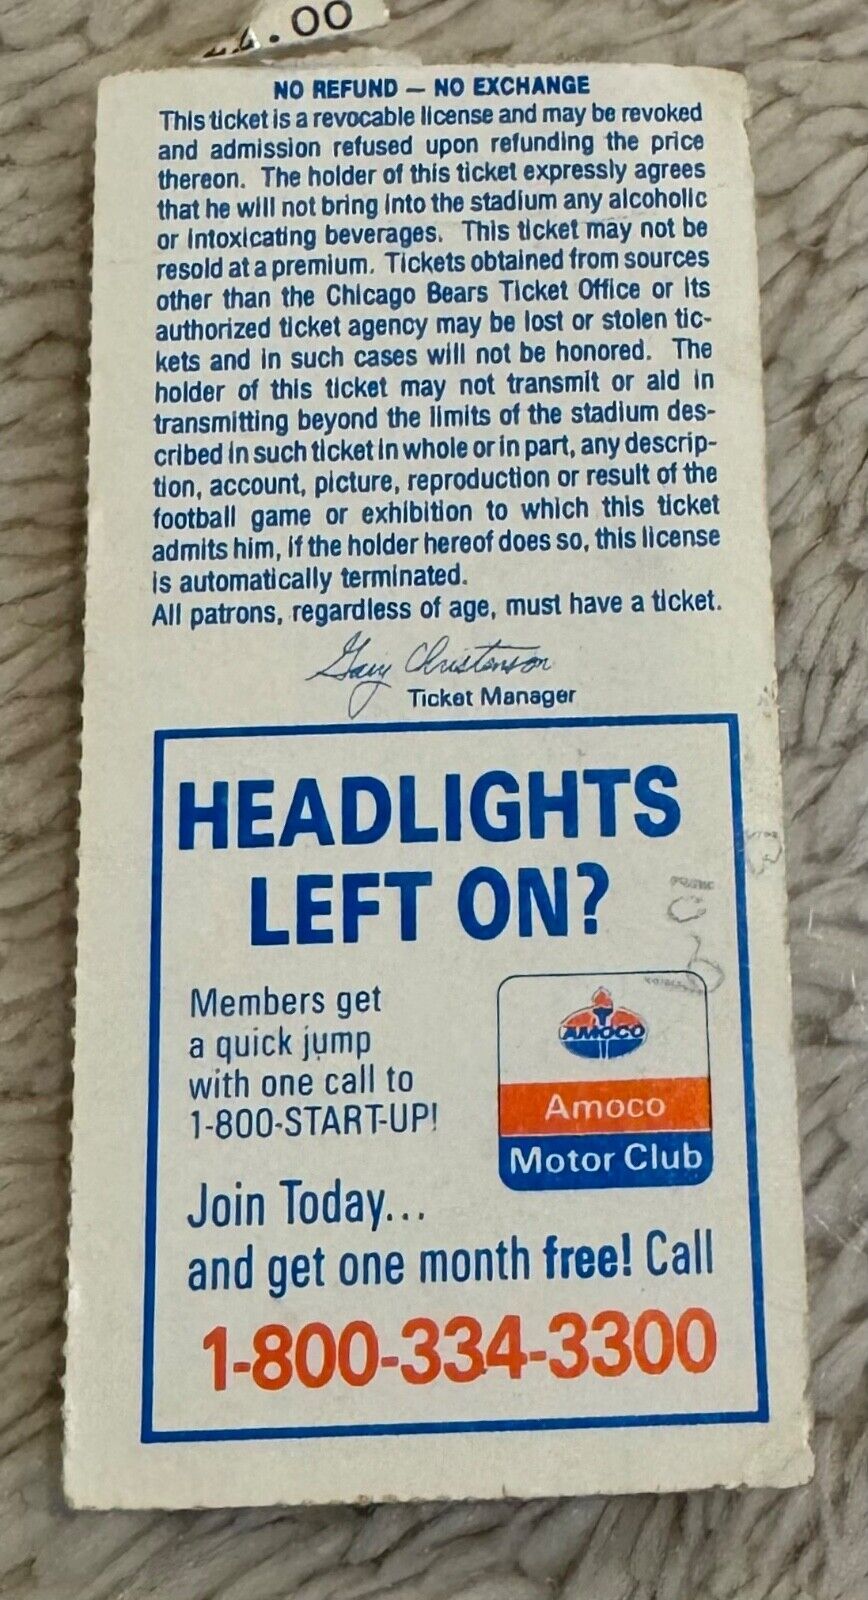 .00
NO REFUND — NO EXCHANGE
This ticket is a revocable license and may be revoked
and admission refused upon refunding the price
thereon. The holder of this ticket expressly agrees
that he will not bring into the stadium any alcoholic
or intoxicating beverages. This ticket may not be
resold at a premium. Tickets obtained from sources
other than the Chicago Bears Ticket Office or its
authorized ticket agency may be lost or stolen tic-
kets and in such cases will not be honored. The
holder of this ticket may not transmit or aid in
transmitting beyond the limits of the stadium des-
cribed in such ticket in whole or in part, any descrip-
tion, account, picture, reproduction or result of the
football game or exhibition to which this ticket
admits him, if the holder hereof does so, this license
is automatically terminated.
All patrons, regardless of age, must have a ticket.
Gary Christenson
Ticket Manager
HEADLIGHTS
LEFT ON?
Members get
a quick jump
with one call to
1-800-START-UP!
AMOCO
Amoco
Motor Club
Join Today...
and get one month free! Call
1-800-334-3300